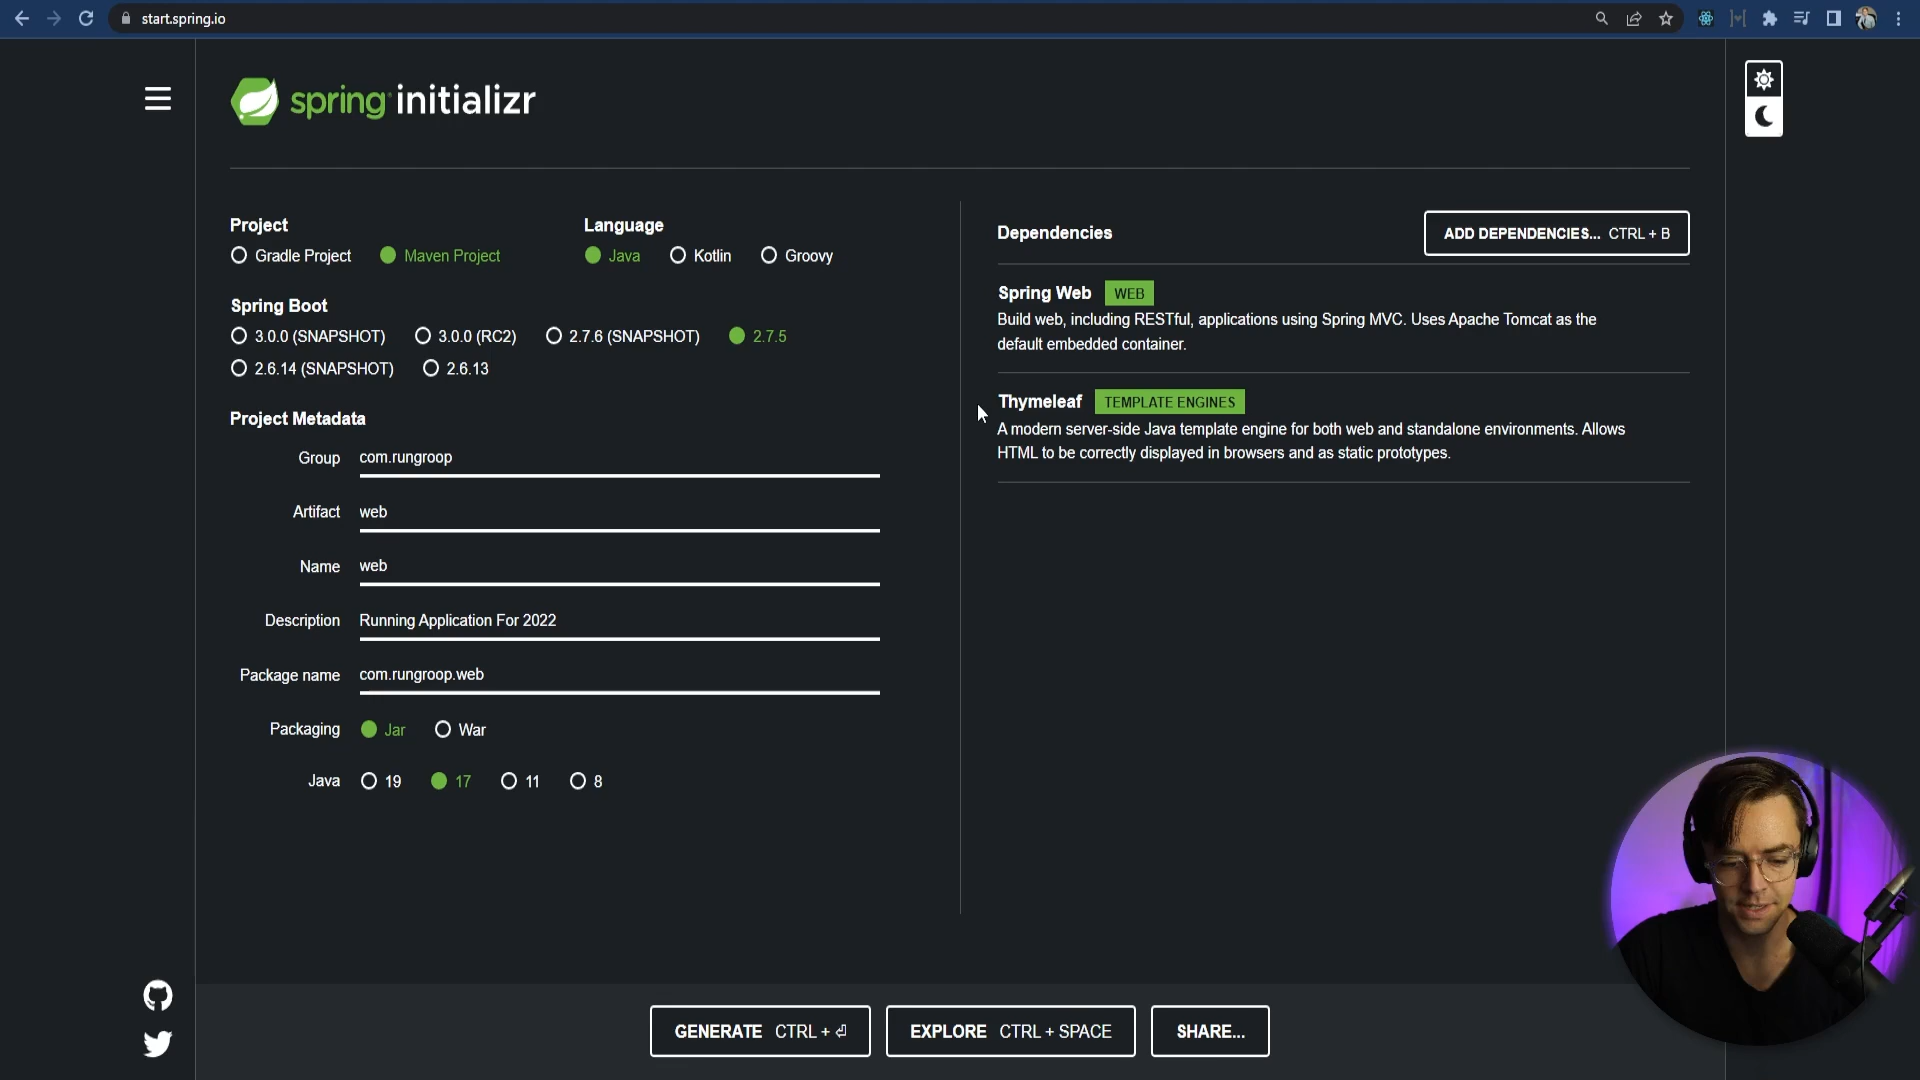 start.spring.io
spring initializr
Project
Gradle Project
Maven Project
Language
Java
Kotlin
Groovy
Spring Boot
3.0.0 (SNAPSHOT)
3.0.0 (RC2)
2.7.6 (SNAPSHOT)
2.7.5
2.6.14 (SNAPSHOT)
2.6.13
Project Metadata
Group com.rungroop
Artifact web
Name web
Description Running Application For 2022
Package name com.rungroop.web
Packaging Jar War
Java 19 17 11 8
Dependencies
ADD DEPENDENCIES... CTRL + B
Spring Web WEB
Build web, including RESTful, applications using Spring MVC. Uses Apache Tomcat as the
default embedded container.
Thymeleaf TEMPLATE ENGINES
A modern server-side Java template engine for both web and standalone environments. Allows
HTML to be correctly displayed in browsers and as static prototypes.
GENERATE CTRL + ⏎
EXPLORE CTRL + SPACE
SHARE...